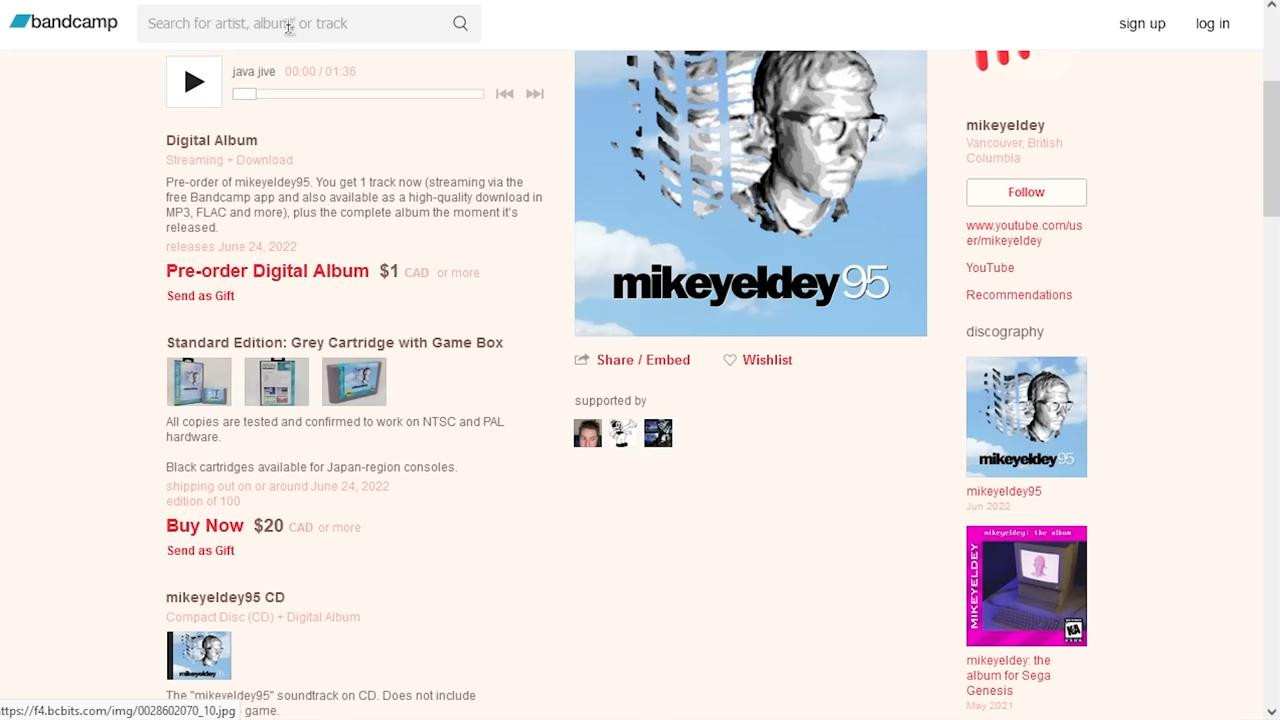 bandcamp
Search for artist, album, or track
sign up
log in
java jive 00:00 / 01:36
Digital Album
Streaming + Download
Pre-order of mikeyeldey95. You get 1 track now (streaming via the
free Bandcamp app and also available as a high-quality download in
MP3, FLAC and more), plus the complete album the moment it's
released.
releases June 24, 2022
Pre-order Digital Album $1 CAD or more
Send as Gift
Standard Edition: Grey Cartridge with Game Box
All copies are tested and confirmed to work on NTSC and PAL
hardware.
Black cartridges available for Japan-region consoles.
shipping out on or around June 24, 2022
edition of 100
Buy Now $20 CAD or more
Send as Gift
mikeyeldey95 CD
Compact Disc (CD) + Digital Album
The "mikeyeldey95" soundtrack on CD. Does not include
game.
ttps://f4.bcbits.com/img/0028602070_10.jpg
mikeyeldey95
Share / Embed
Wishlist
supported by
mikeyeldey
Vancouver, British
Columbia
Follow
www.youtube.com/us
er/mikeyeldey
YouTube
Recommendations
discography
mikeyeldey95
mikeyeldey95
Jun 2022
mikeyeldey: the album
MIKEYELDEY
KA
mikeyeldey: the
album for Sega
Genesis
May 2021